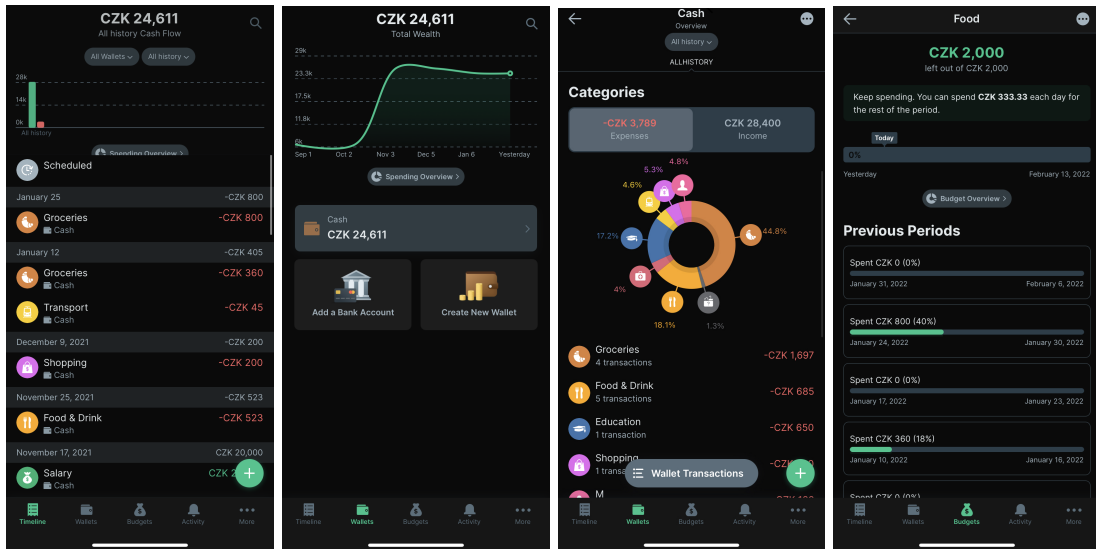 CZK 24,611
All history Cash Flow
All Wallets
All history
28k
14k
0k
All history
Spending Overview
Scheduled
January 25
-CZK 800
Groceries
-CZK 800
Cash
January 12
-CZK 405
Groceries
-CZK 360
Cash
Transport
-CZK 45
Cash
December 9, 2021
-CZK 200
Shopping
-CZK 200
Cash
November 25, 2021
-CZK 523
Food & Drink
-CZK 523
Cash
November 17, 2021
CZK 20,000
Salary
CZK 2
Cash
Timeline
Wallets
Budgets
Activity
More
CZK 24,611
Total Wealth
29k
23.3k
17.5k
11.8k
6k
Sep 1
Oct 2
Nov 3
Dec 5
Jan 6
Yesterday
Spending Overview
Cash
CZK 24,611
Add a Bank Account
Create New Wallet
Timeline
Wallets
Budgets
Activity
More
Cash
Overview
All history
ALLHISTORY
Categories
-CZK 3,789
Expenses
CZK 28,400
Income
4.8%
5.3%
4.6%
17.2%
44.8%
4%
18.1%
1.3%
Groceries
4 transactions
-CZK 1,697
Food & Drink
5 transactions
-CZK 685
Education
1 transaction
-CZK 650
Shopping
1 transa
-CZ
Wallet Transactions
M
Timeline
Wallets
Budgets
Activity
More
Food
CZK 2,000
left out of CZK 2,000
Keep spending. You can spend CZK 333.33 each day for
the rest of the period.
Today
0%
Yesterday
February 13, 2022
Budget Overview
Previous Periods
Spent CZK 0 (0%)
January 31, 2022
February 6, 2022
Spent CZK 800 (40%)
January 24, 2022
January 30, 2022
Spent CZK 0 (0%)
January 17, 2022
January 23, 2022
Spent CZK 360 (18%)
January 10, 2022
January 16, 2022
Spent CZK 0 (0%)
Timeline
Wallets
Budgets
Activity
More